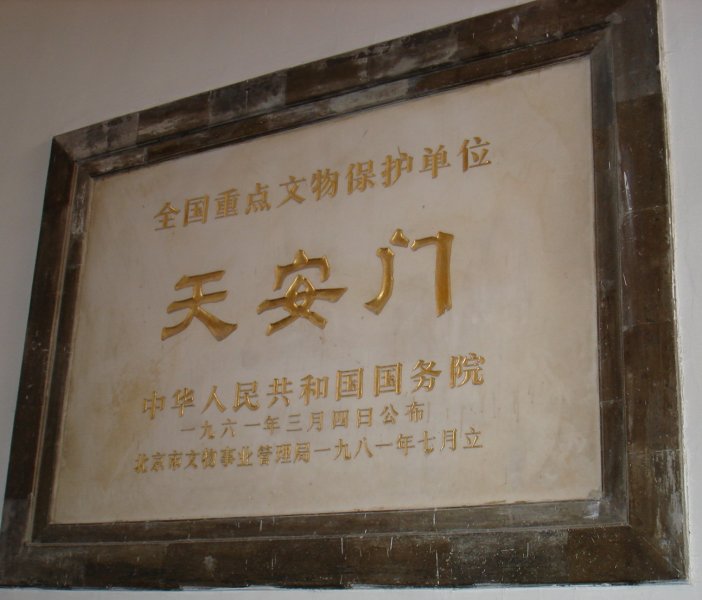 全国重点文物保护单位
天安门
中华人民共和国国务院
一九六一年三月四日公布
北京市文物事业管理局一九八一年七月立